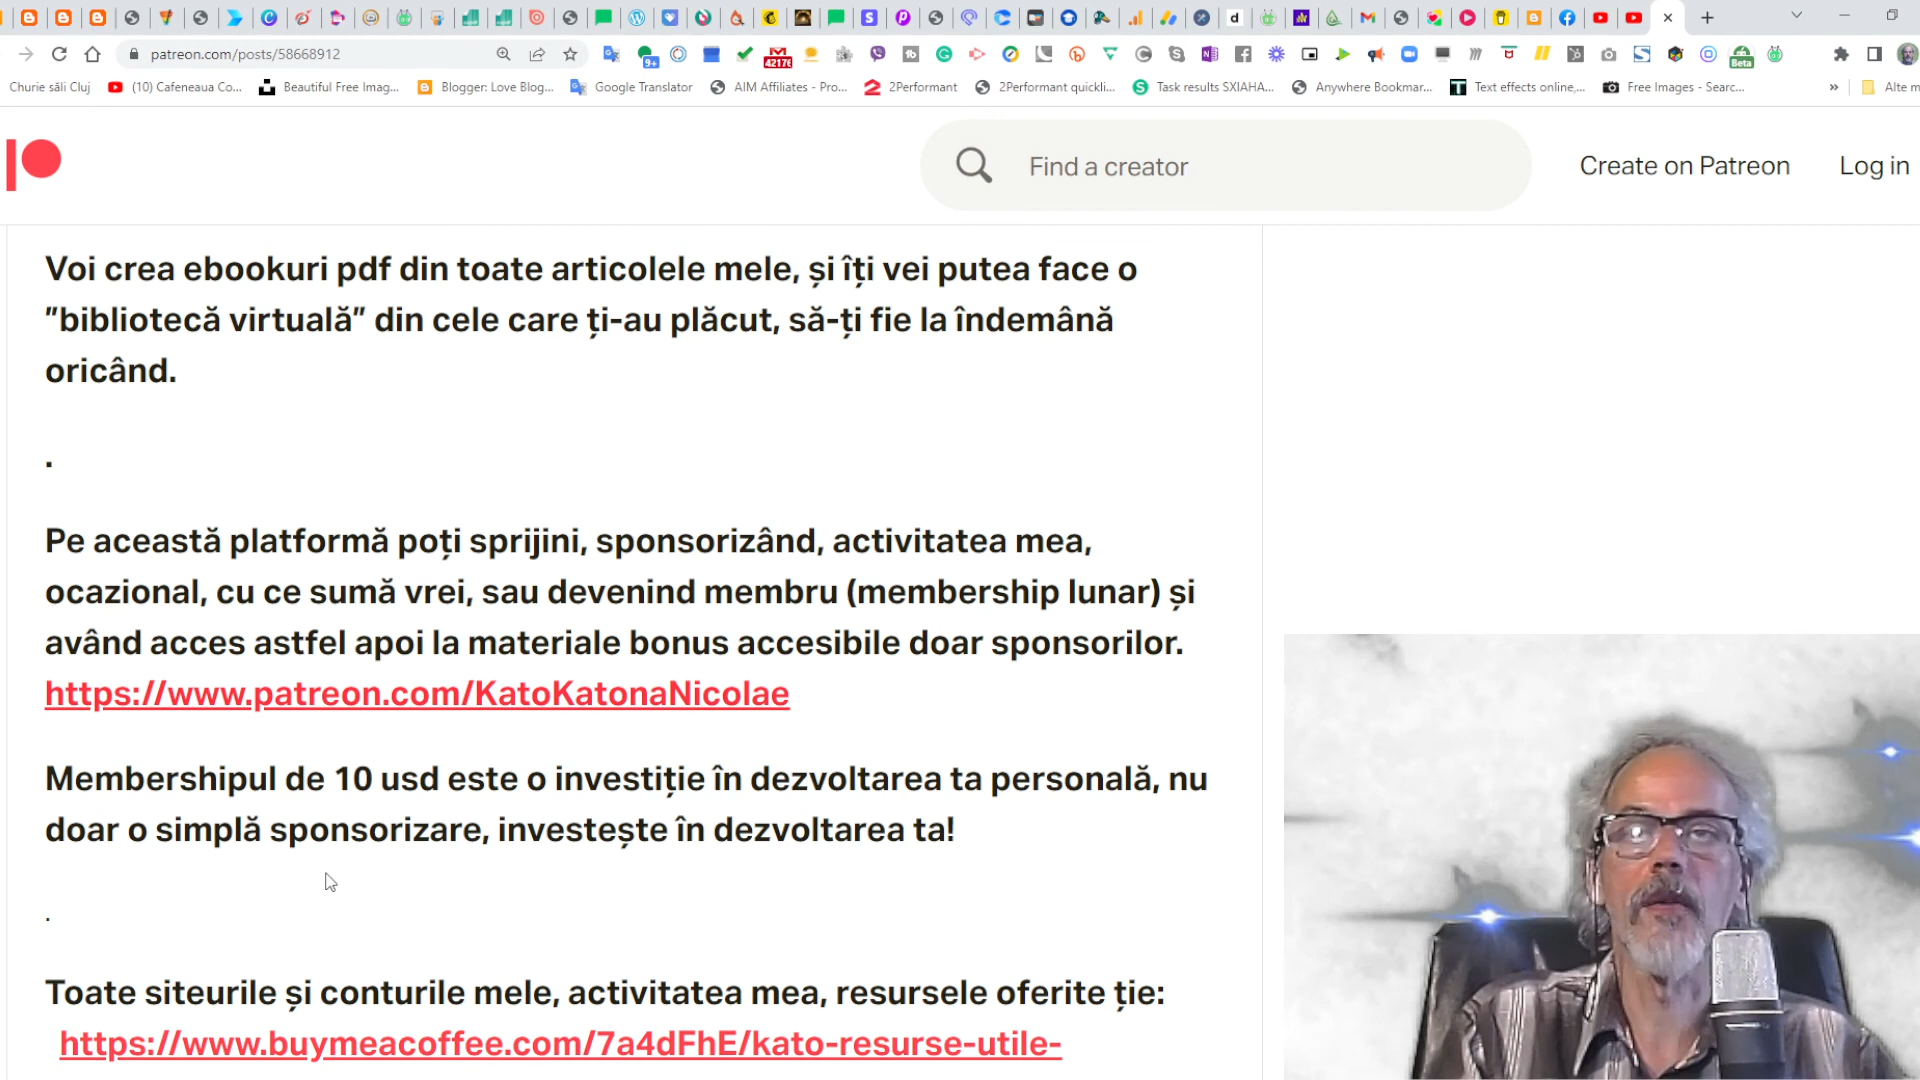 patreon.com/posts/58668912
9+
42176
Beta
Churie săli Cluj
(10) Cafeneaua Co...
Beautiful Free Imag...
Blogger: Love Blog...
Google Translator
AIM Affiliates - Pro...
2Performant
2Performant quickli...
Task results SXIAHA...
Anywhere Bookmar...
Text effects online,...
Free Images - Searc...
»
Alte m
Find a creator
Create on Patreon
Log in
Voi crea ebookuri pdf din toate articolele mele, și îți vei putea face o
”bibliotecă virtuală” din cele care ți-au plăcut, să-ți fie la îndemână
oricând.
.
Pe această platformă poți sprijini, sponsorizând, activitatea mea,
ocazional, cu ce sumă vrei, sau devenind membru (membership lunar) și
având acces astfel apoi la materiale bonus accesibile doar sponsorilor.
https://www.patreon.com/KatoKatonaNicolae
Membershipul de 10 usd este o investiție în dezvoltarea ta personală, nu
doar o simplă sponsorizare, investește în dezvoltarea ta!
.
Toate siteurile și conturile mele, activitatea mea, resursele oferite ție:
https://www.buymeacoffee.com/7a4dFhE/kato-resurse-utile-